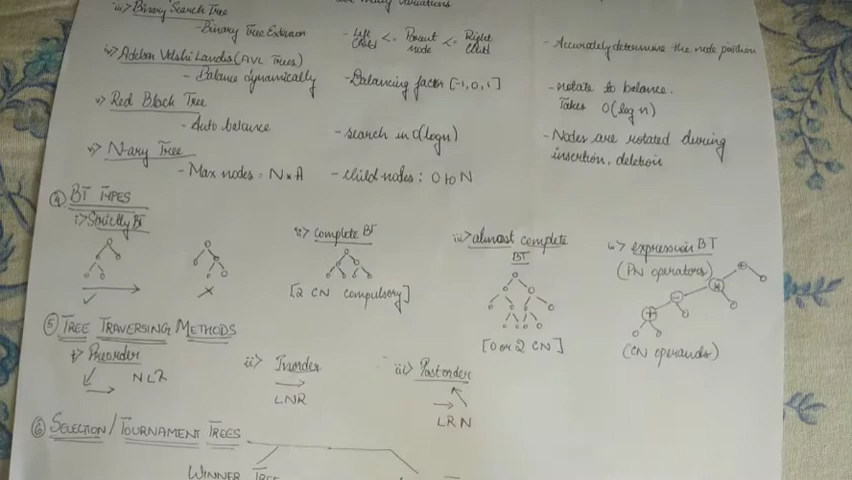 iii> Binary Search Tree
- Binary Tree Extension
- Left Child <= Parent node <= Right Child
- Accurately determine the node position
iv> Adelson Velski Landis (AVL Trees)
- Balance dynamically
- Balancing factor [-1, 0, 1]
- rotate to balance.
Takes O(log n)
v> Red Black Tree
- Auto balance
- search in O(log n)
- Nodes are rotated during
insertion, deletion
vi> N-ary Tree
- Max nodes = N * A
- child nodes: 0 to N
④ BT TYPES
i> Strictly BT
ii> complete BT
[2 CN compulsory]
iii> almost complete
BT
[0 or 2 CN]
iv> expression BT
(PN operators)
+ -
(CN operands)
⑤ TREE TRAVERSING METHODS
i> Preorder
NLR
ii> Inorder
LNR
iii> Postorder
LRN
⑥ SELECTION / TOURNAMENT TREES
WINNER TREE